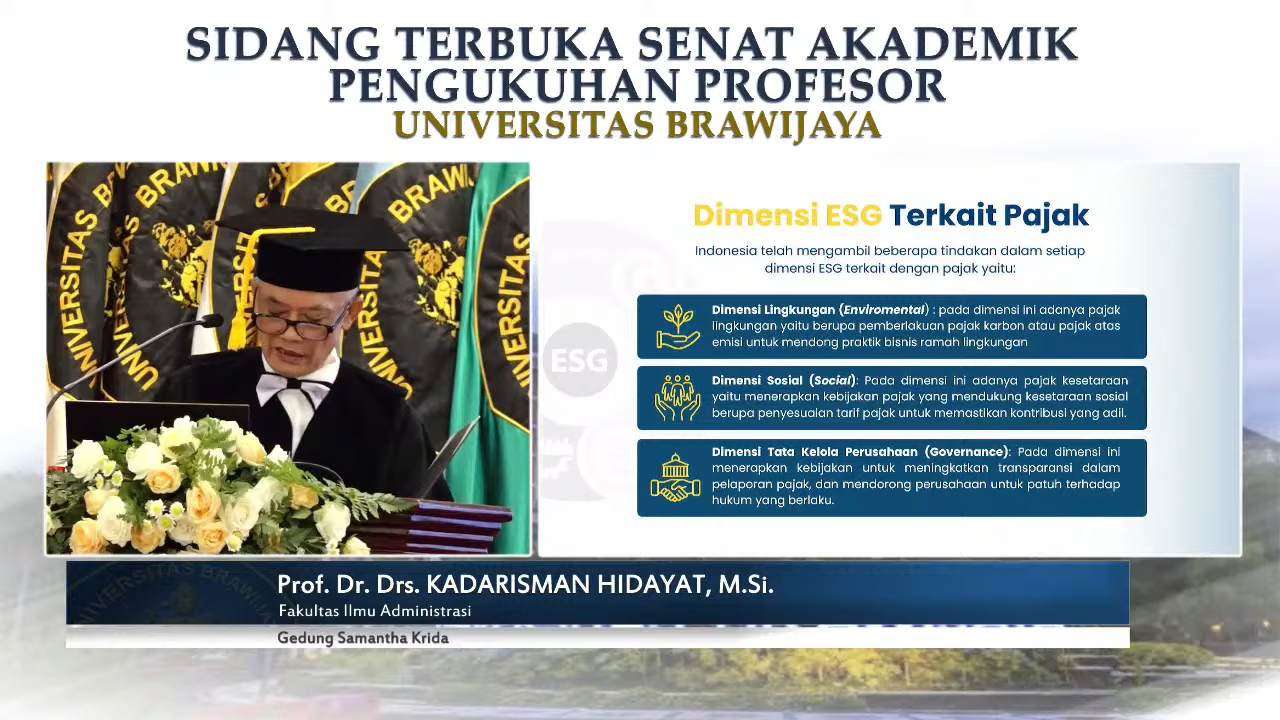 SIDANG TERBUKA SENAT AKADEMIK
PENGUKUHAN PROFESOR
UNIVERSITAS BRAWIJAYA
UNIVERSITAS BRAWIJAYA
Dimensi ESG Terkait Pajak
Indonesia telah mengambil beberapa tindakan dalam setiap
dimensi ESG terkait dengan pajak yaitu:
ESG
Dimensi Lingkungan (Enviromental) : pada dimensi ini adanya pajak
lingkungan yaitu berupa pemberlakuan pajak karbon atau pajak atas
emisi untuk mendong praktik bisnis ramah lingkungan
Dimensi Sosial (Social): Pada dimensi ini adanya pajak kesetaraan
yaitu menerapkan kebijakan pajak yang mendukung kesetaraan sosial
berupa penyesuaian tarif pajak untuk memastikan kontribusi yang adil.
Dimensi Tata Kelola Perusahaan (Governance): Pada dimensi ini
menerapkan kebijakan untuk meningkatkan transparansi dalam
pelaporan pajak, dan mendorong perusahaan untuk patuh terhadap
hukum yang berlaku.
Prof. Dr. Drs. KADARISMAN HIDAYAT, M.Si.
Fakultas Ilmu Administrasi
Gedung Samantha Krida